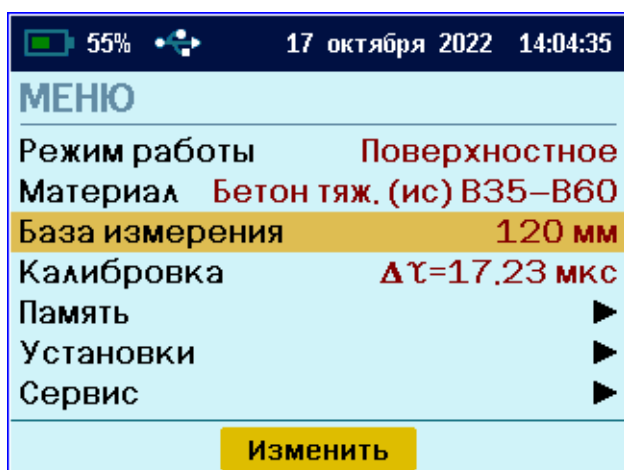 55% 17 октября 2022 14:04:35
МЕНЮ
Режим работы Поверхностное
Материал Бетон тяж. (ис) В35–В60
База измерения 120 мм
Калибровка Δτ=17,23 мкс
Память ►
Установки ►
Сервис ►
Изменить